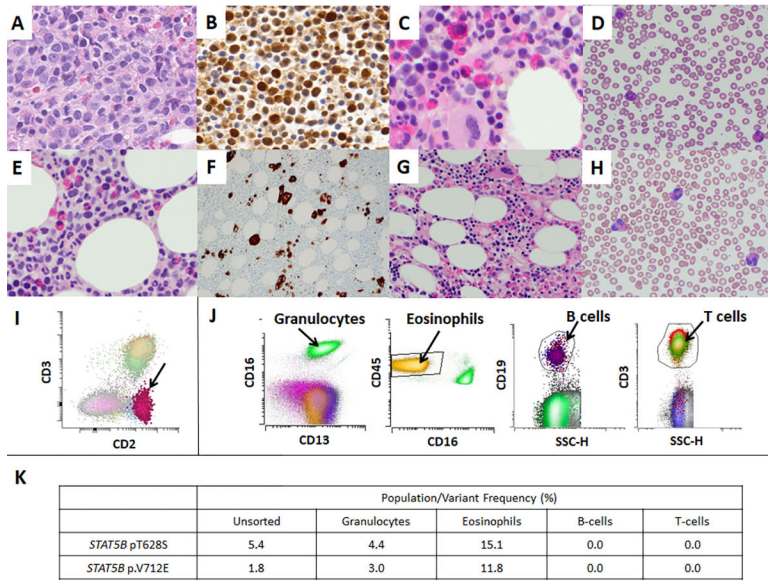 A
B
C
D
E
F
G
H
I
J
Granulocytes
Eosinophils
B cells
T cells
CD3
CD2
CD16
CD13
CD45
CD16
CD19
SSC-H
CD3
SSC-H
K
Population/Variant Frequency (%)
Unsorted Granulocytes Eosinophils B-cells T-cells
STAT5B pT628S 5.4 4.4 15.1 0.0 0.0
STAT5B p.V712E 1.8 3.0 11.8 0.0 0.0